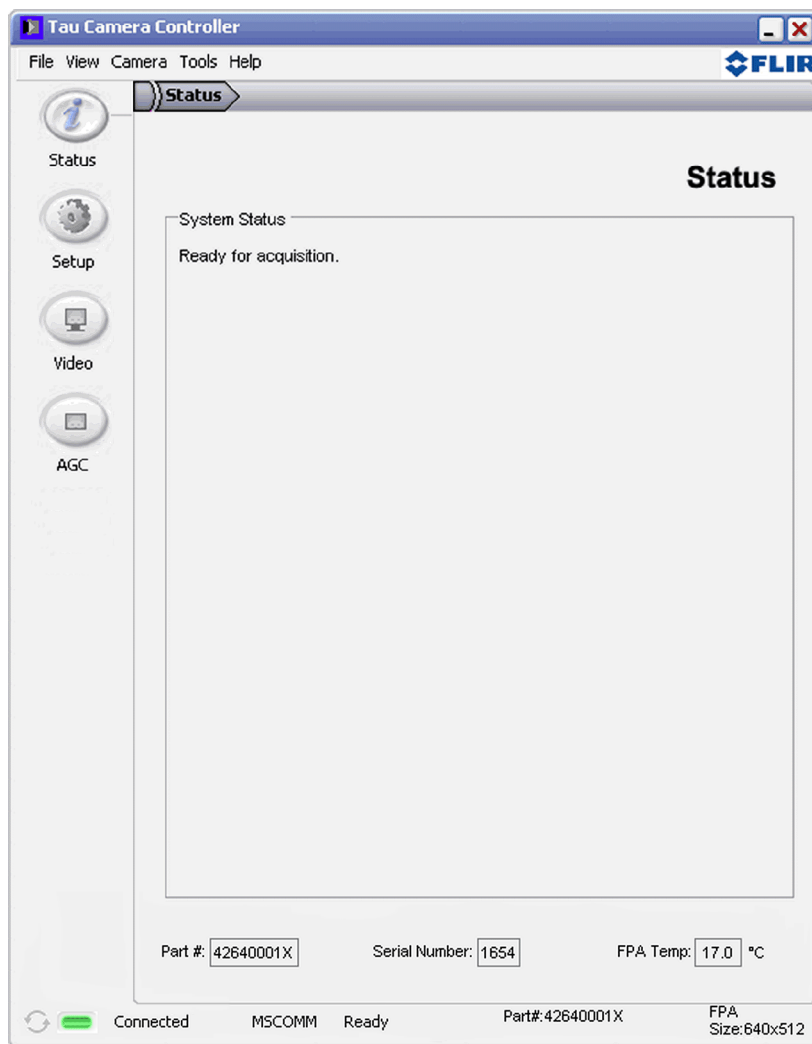 Tau Camera Controller
File View Camera Tools Help
FLIR
Status
Status
Setup
Video
AGC
Status
System Status
Ready for acquisition.
Part #: 42640001X Serial Number: 1654 FPA Temp: 17.0 °C
Connected MSCOMM Ready Part#:42640001X FPA
Size:640x512